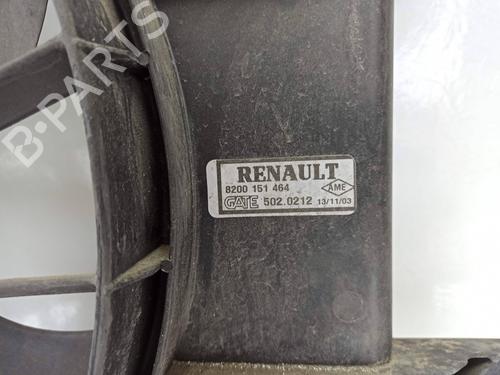 B-PARTS
RENAULT
8200 151 464
AME
GATE 502.0212 13/11/03